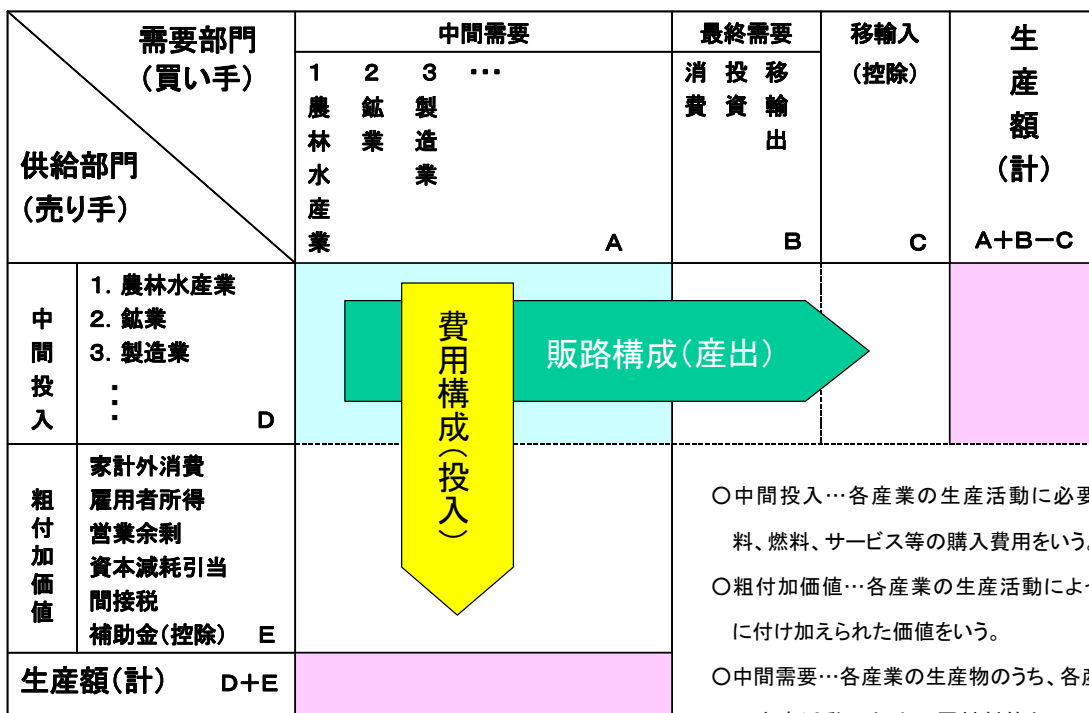 需要部門
(買い手)
供給部門
(売り手)
中間需要
1 農林水産業
2 鉱業
3 製造業
…
A
最終需要
消費
投資
移輸出
B
移輸入
(控除)
C
生産額(計)
A+B-C
中間投入
1. 農林水産業
2. 鉱業
3. 製造業
:
D
費用構成(投入)
販路構成(産出)
粗付加価値
家計外消費
雇用者所得
営業余剰
資本減耗引当
間接税
補助金(控除) E
生産額(計) D+E
〇中間投入…各産業の生産活動に必要
料、燃料、サービス等の購入費用をいう。
〇粗付加価値…各産業の生産活動によ
に付け加えられた価値をいう。
〇中間需要…各産業の生産物のうち、各